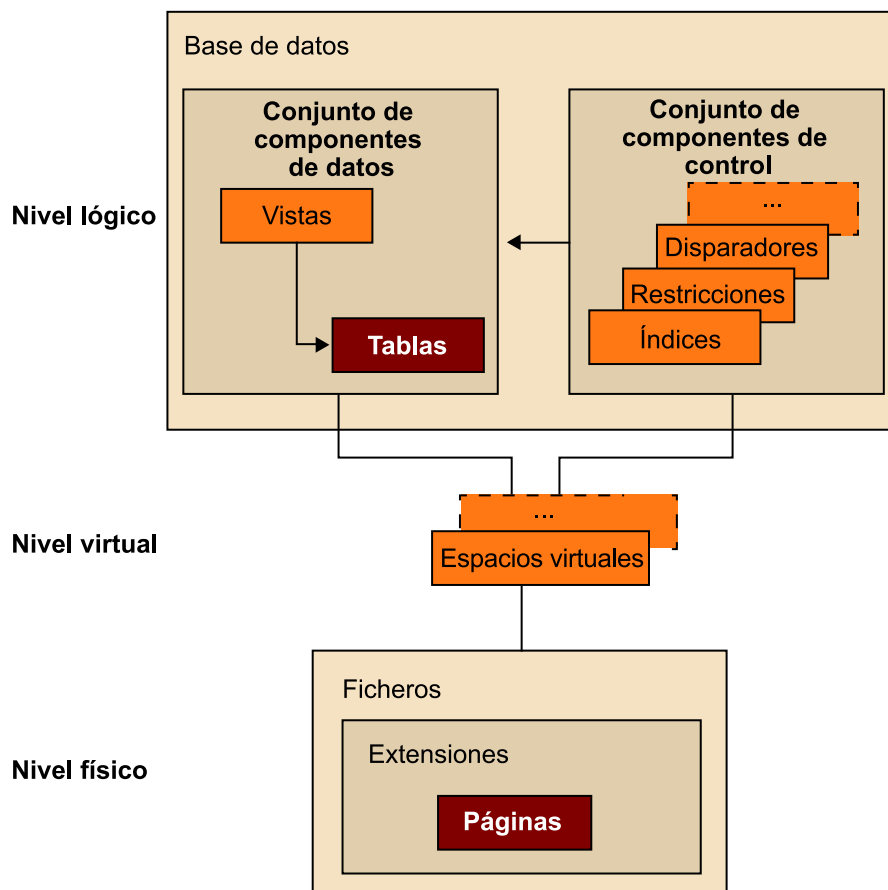 Base de datos
Conjunto de
componentes
de datos
Vistas
Tablas
Conjunto de
componentes de
control
...
Disparadores
Restricciones
Índices
Nivel lógico
Nivel virtual
...
Espacios virtuales
Nivel físico
Ficheros
Extensiones
Páginas